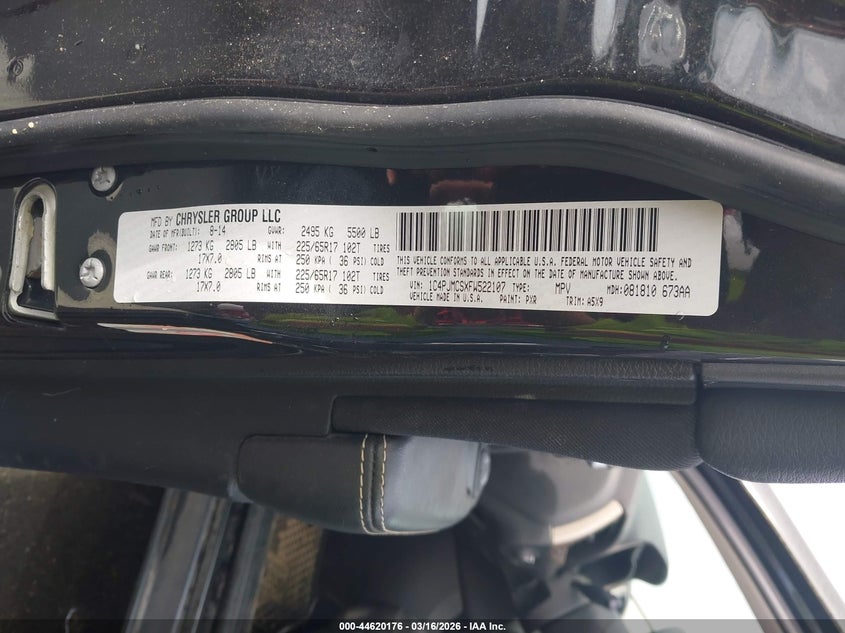 MFD BY CHRYSLER GROUP LLC
DATE OF MFR(BUILT): 8-14 GVWR: 2495 KG 5500 LB
GAWR FRONT: 1273 KG 2805 LB WITH 225/65R17 102T TIRES
17X7.0 RIMS AT 250 KPA ( 36 PSI) COLD
GAWR REAR: 1273 KG 2805 LB WITH 225/65R17 102T TIRES
17X7.0 RIMS AT 250 KPA ( 36 PSI) COLD
THIS VEHICLE CONFORMS TO ALL APPLICABLE U.S.A. FEDERAL MOTOR VEHICLE SAFETY AND
THEFT PREVENTION STANDARDS IN EFFECT ON THE DATE OF MANUFACTURE SHOWN ABOVE.
VIN: 1C4PJMCSXFW522107 TYPE: MPV MDH:081810 673AA
VEHICLE MADE IN U.S.A. PAINT: PXR TRIM: A5X9
000-44620176 - 03/16/2026 - IAA Inc.